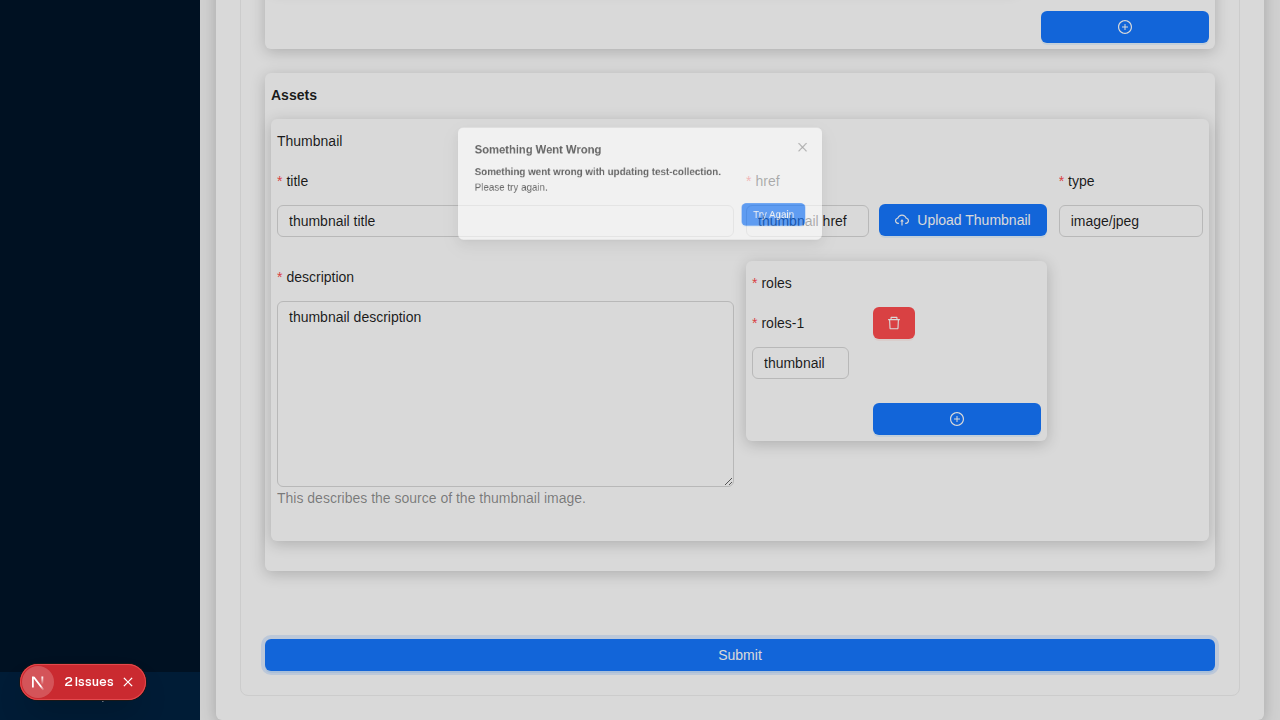 Assets
Thumbnail
Something Went Wrong
Something went wrong with updating test-collection.
Please try again.
Try Again
* title
* href
* type
thumbnail title
thumbnail href
Upload Thumbnail
image/jpeg
* description
thumbnail description
This describes the source of the thumbnail image.
* roles
* roles-1
thumbnail
Submit
N
2 Issues